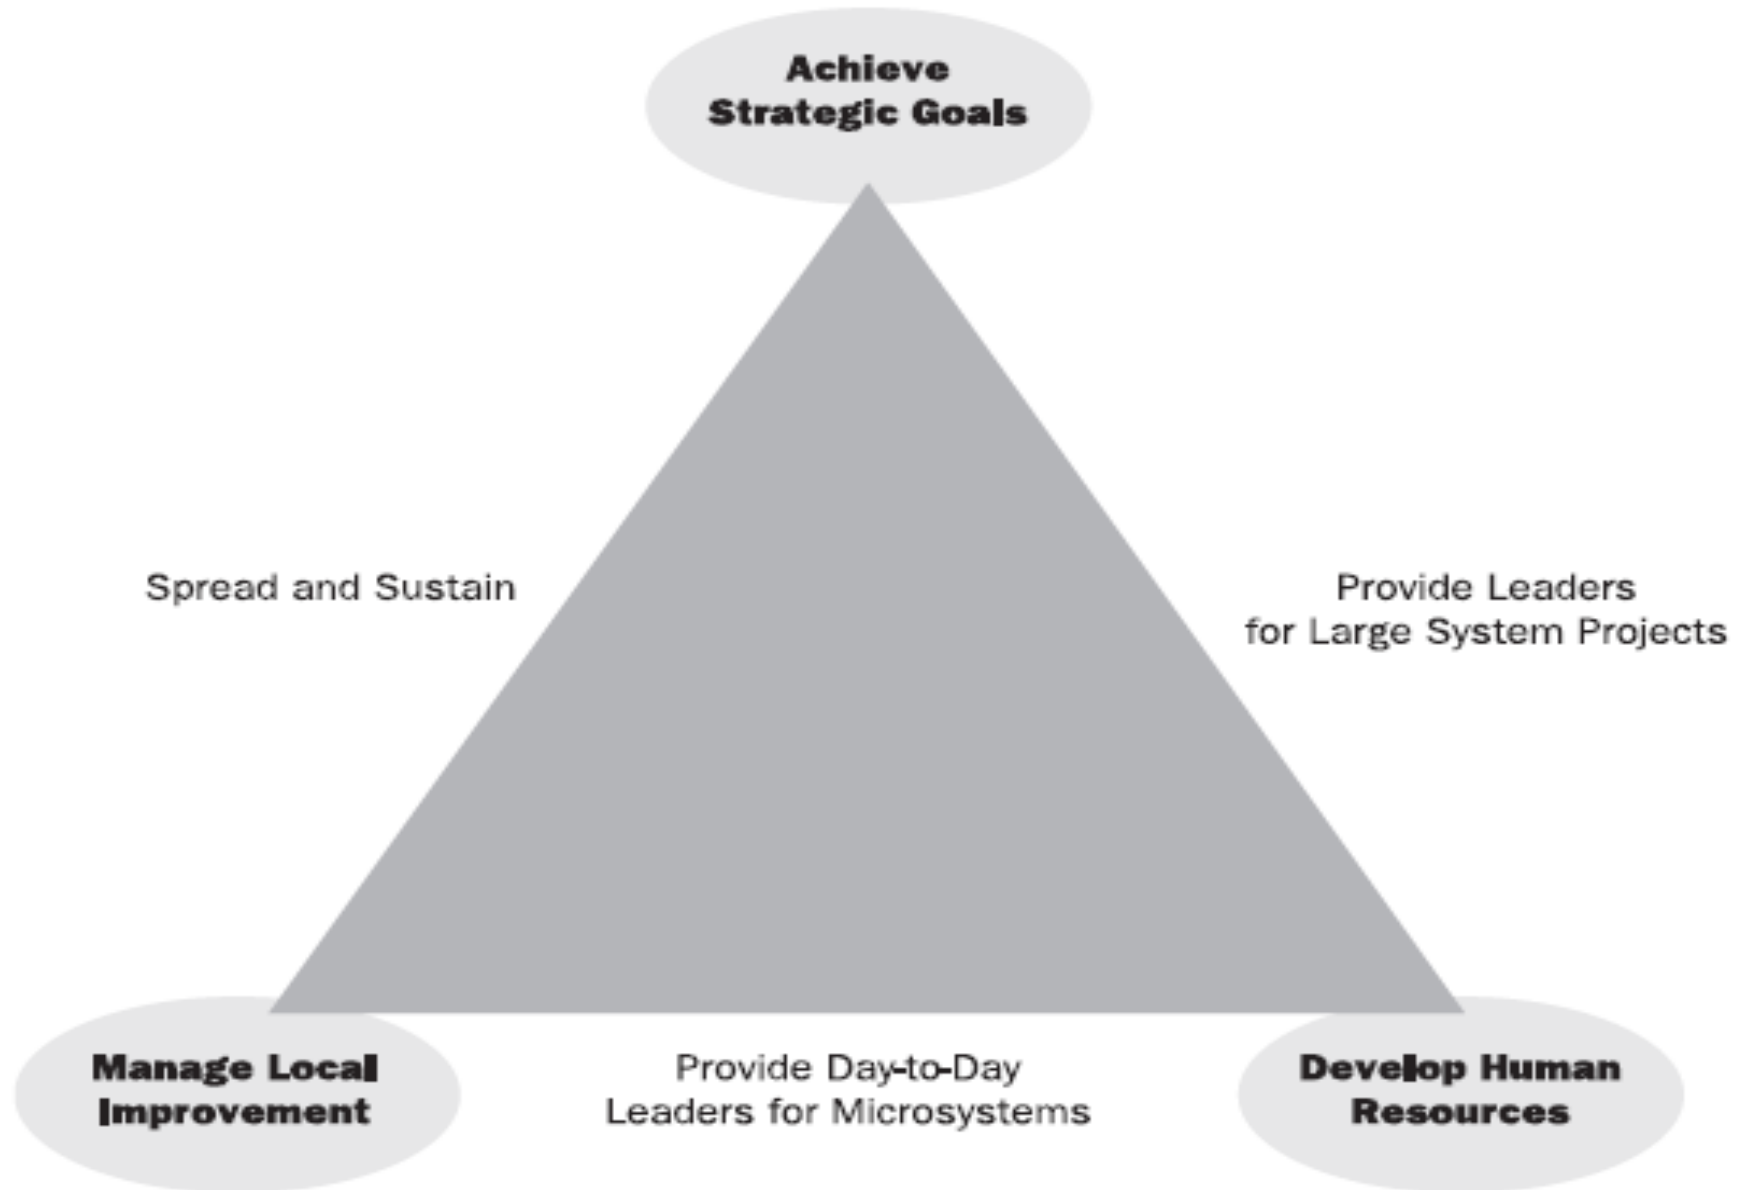 Achieve
Strategic Goals
Spread and Sustain
Provide Leaders
for Large System Projects
Manage Local
Improvement
Provide Day-to-Day
Leaders for Microsystems
Develop Human
Resources